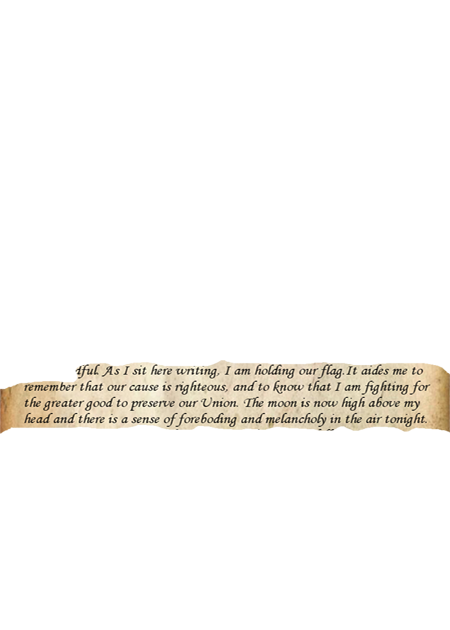 As I sit here writing, I am holding our flag.It aides me to
remember that our cause is righteous, and to know that I am fighting for
the greater good to preserve our Union. The moon is now high above my
head and there is a sense of foreboding and melancholy in the air tonight.